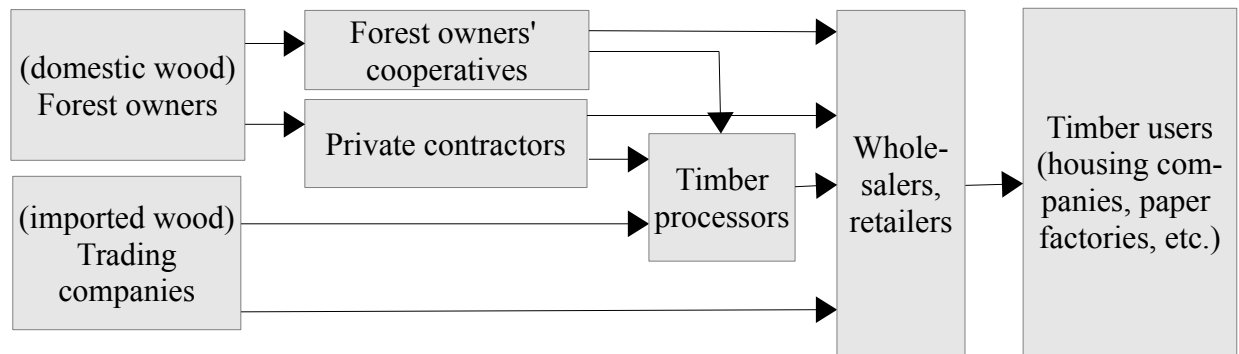 (domestic wood)
Forest owners
(imported wood)
Trading
companies
Forest owners'
cooperatives
Private contractors
Timber
processors
Whole-
salers,
retailers
Timber users
(housing com-
panies, paper
factories, etc.)